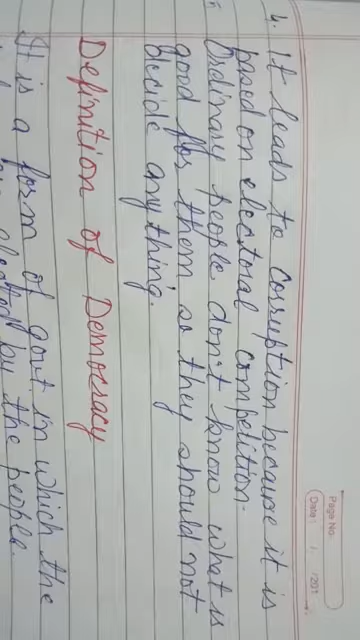 Page No.
Date: / /201
4. It leads to corruption because it is
based on electoral competition.
Ordinary people don't know what is
good for them so they should not
decide anything.
Definition of Democracy
It is a form of govt. in which the
elected by the people.